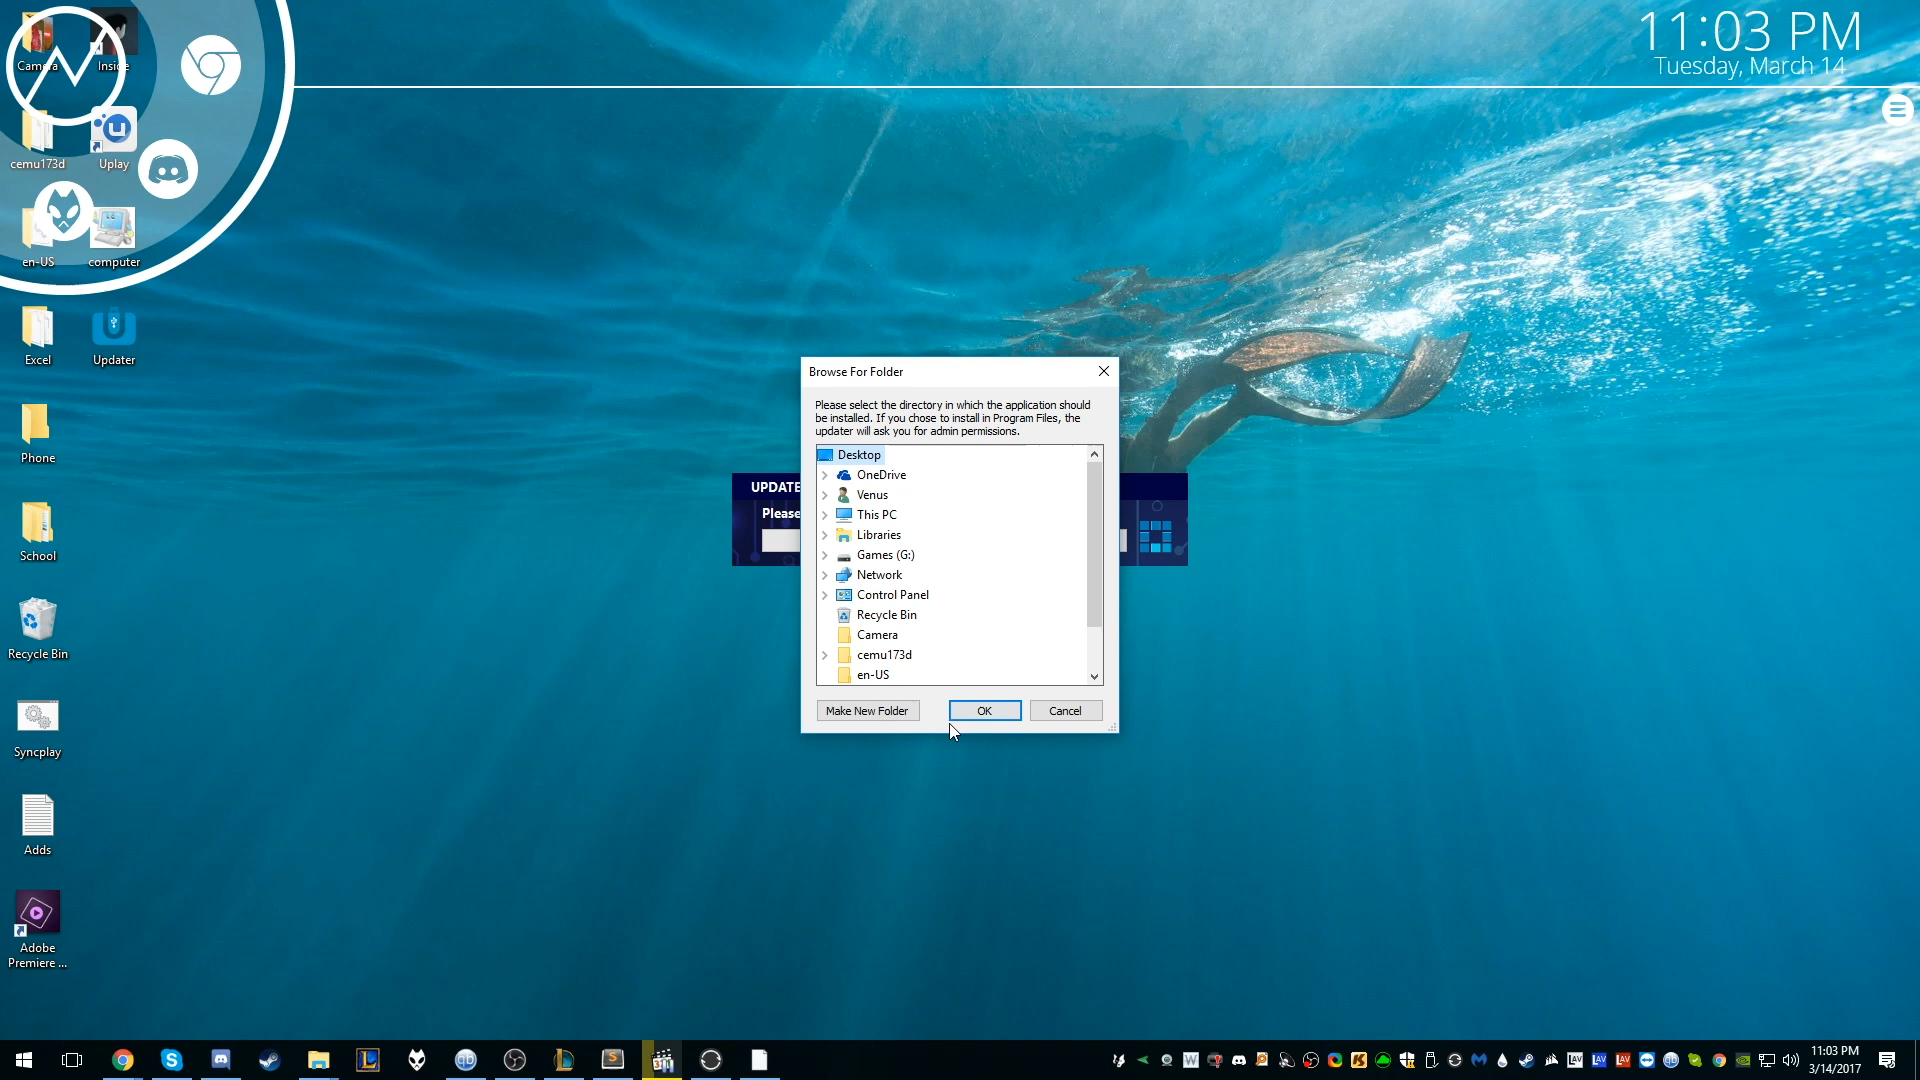 11:03 PM
Tuesday, March 14
Camera
Inside
cemu173d
Uplay
en-US
computer
Excel
Updater
Phone
School
Recycle Bin
Syncplay
Adds
Adobe
Premiere ...
UPDATE
Please
Browse For Folder
Please select the directory in which the application should
be installed. If you chose to install in Program Files, the
updater will ask you for admin permissions.
Desktop
OneDrive
Venus
This PC
Libraries
Games (G:)
Network
Control Panel
Recycle Bin
Camera
cemu173d
en-US
Make New Folder
OK
Cancel
11:03 PM
3/14/2017